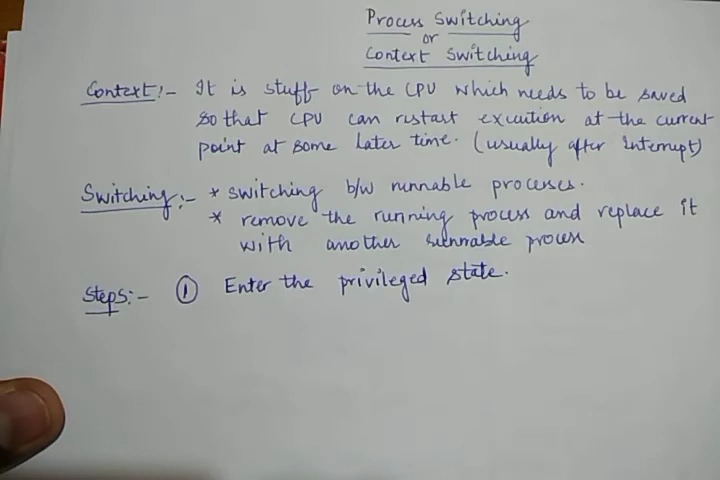 Process Switching
or
Context Switching
Context:- It is stuff on the CPU which needs to be saved
so that CPU can restart execution at the current
point at some later time. (usually after Interrupt)
Switching:- * switching b/w runnable processes.
* remove the running process and replace it
with another runnable process
Steps:- ① Enter the privileged state.